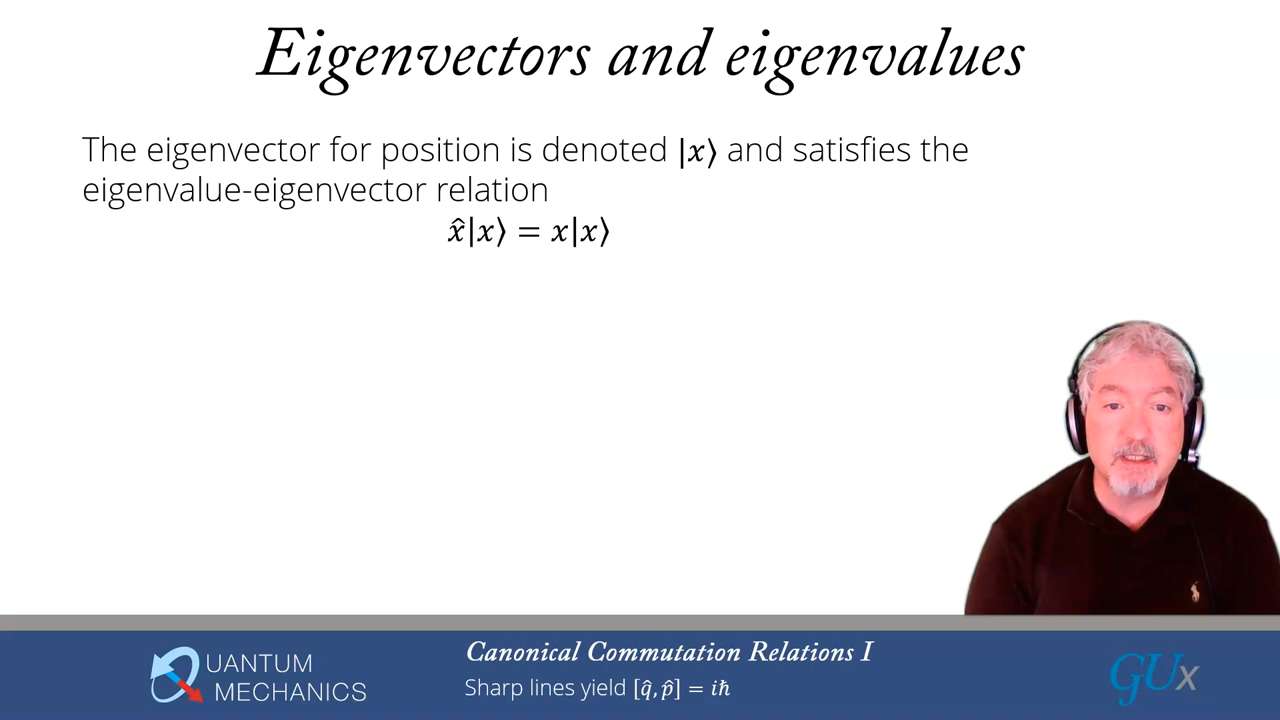 Eigenvectors and eigenvalues
The eigenvector for position is denoted |x⟩ and satisfies the
eigenvalue-eigenvector relation
x̂|x⟩ = x|x⟩
QUANTUM
MECHANICS
Canonical Commutation Relations I
Sharp lines yield [q̂, p̂] = iħ
GUx